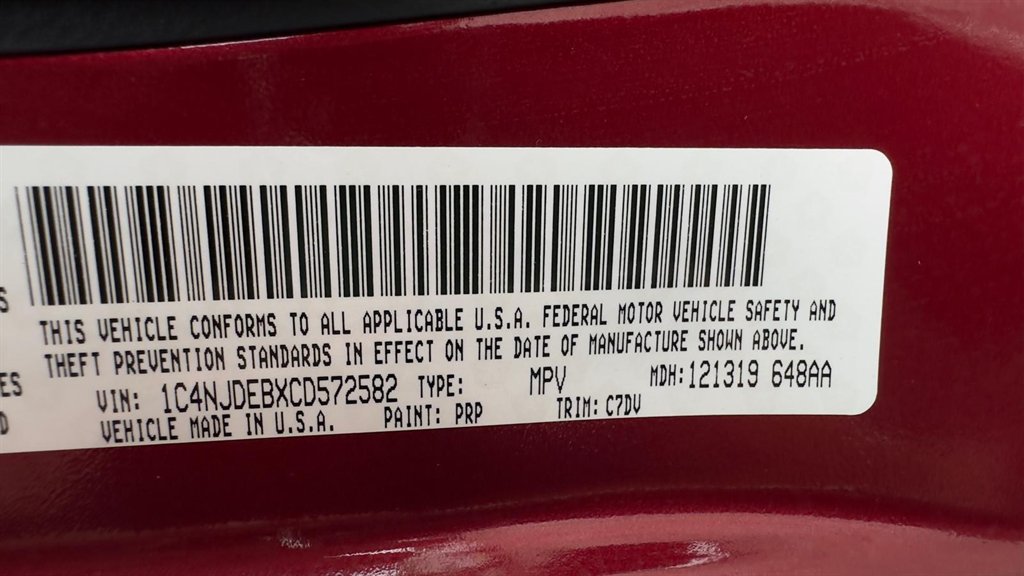 S
THIS VEHICLE CONFORMS TO ALL APPLICABLE U.S.A. FEDERAL MOTOR VEHICLE SAFETY AND
THEFT PREVENTION STANDARDS IN EFFECT ON THE DATE OF MANUFACTURE SHOWN ABOVE.
ES
VIN: 1C4NJDEBXCD572582 TYPE: MPV MDH:121319 648AA
D
VEHICLE MADE IN U.S.A. PAINT: PRP TRIM: C7DV